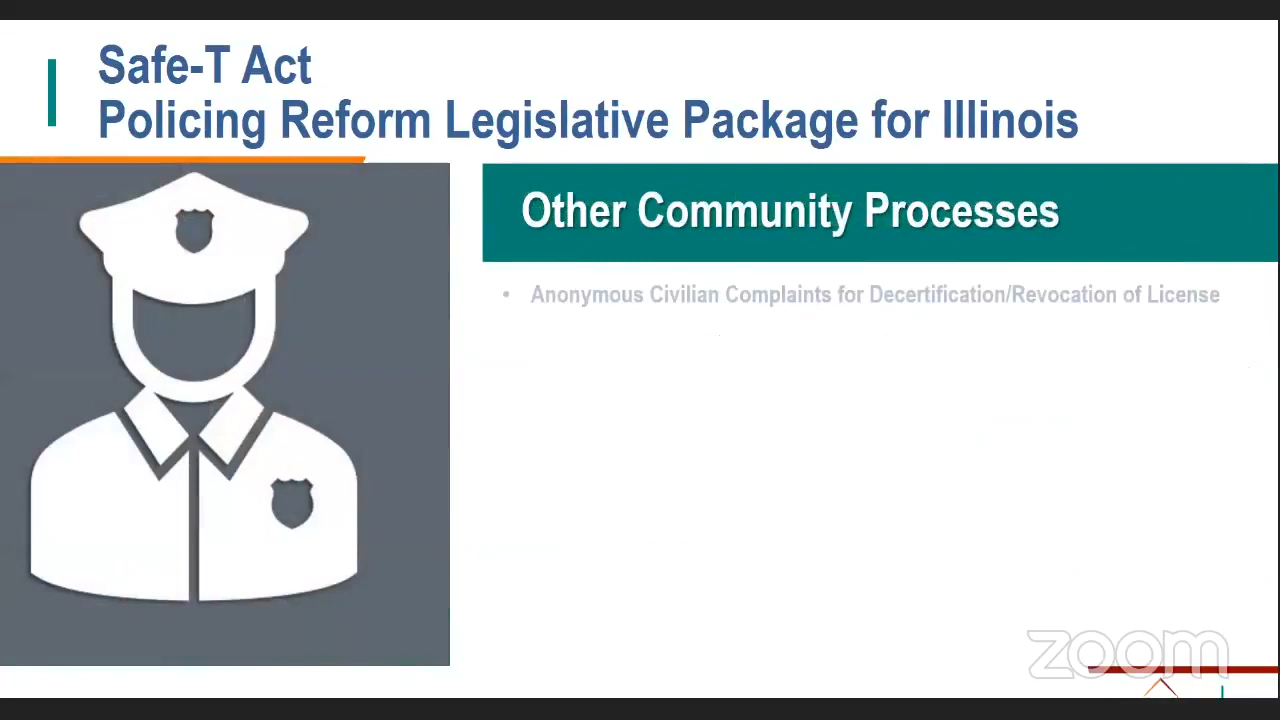 Safe-T Act
Policing Reform Legislative Package for Illinois
Other Community Processes
• Anonymous Civilian Complaints for Decertification/Revocation of License
zoom